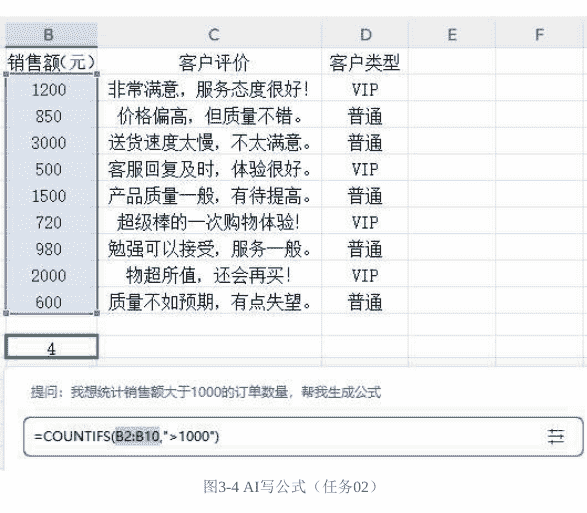 B C D E F
销售额（元） 客户评价 客户类型
1200 非常满意，服务态度很好！ VIP
850 价格偏高，但质量不错。 普通
3000 送货速度太慢，不太满意。 普通
500 客服回复及时，体验很好。 VIP
1500 产品质量一般，有待提高。 普通
720 超级棒的一次购物体验！ VIP
980 勉强可以接受，服务一般。 普通
2000 物超所值，还会再买！ VIP
600 质量不如预期，有点失望。 普通
4
提问：我想统计销售额大于1000的订单数量，帮我生成公式
=COUNTIFS(B2:B10,">1000")
图3-4 AI写公式（任务02）